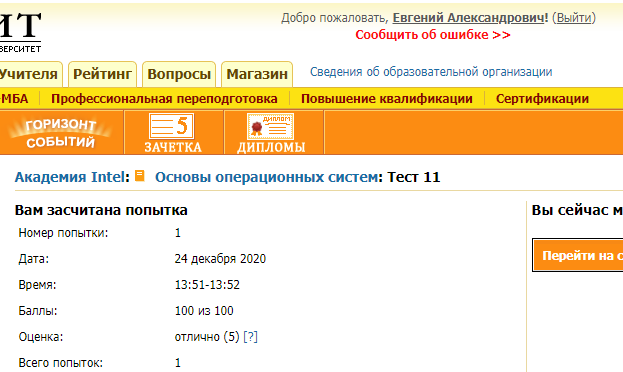 ИТ
Добро пожаловать, Евгений Александрович! (Выйти)
Сообщить об ошибке >>
ВЕРСИТЕТ
Учителя Рейтинг Вопросы Магазин Сведения об образовательной организации
МБА Профессиональная переподготовка Повышение квалификации Сертификации
ГОРИЗОНТ СОБЫТИЙ
5
ЗАЧЕТКА
ДИПЛОМ
ДИПЛОМЫ
Академия Intel: Основы операционных систем: Тест 11
Вам засчитана попытка
Номер попытки: 1
Дата: 24 декабря 2020
Время: 13:51-13:52
Баллы: 100 из 100
Оценка: отлично (5) [?]
Всего попыток: 1
Вы сейчас м
Перейти на с